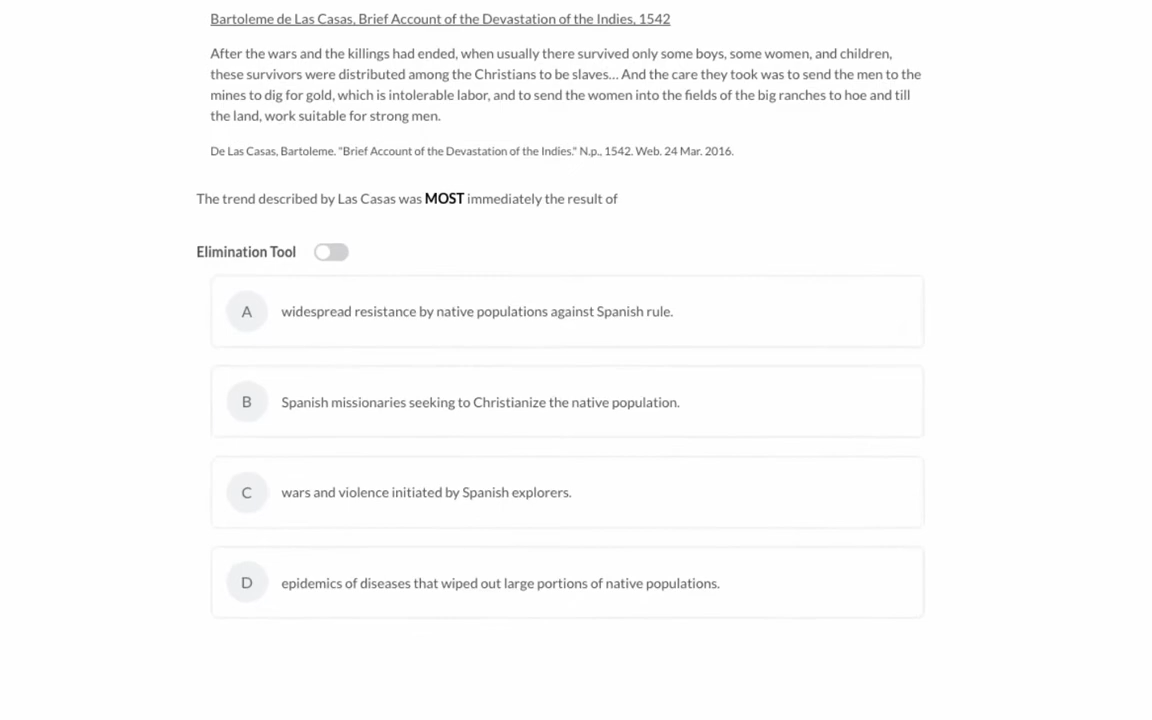 Bartoleme de Las Casas, Brief Account of the Devastation of the Indies, 1542
After the wars and the killings had ended, when usually there survived only some boys, some women, and children,
these survivors were distributed among the Christians to be slaves... And the care they took was to send the men to the
mines to dig for gold, which is intolerable labor, and to send the women into the fields of the big ranches to hoe and till
the land, work suitable for strong men.
De Las Casas, Bartoleme. "Brief Account of the Devastation of the Indies." N.p., 1542. Web. 24 Mar. 2016.
The trend described by Las Casas was MOST immediately the result of
Elimination Tool
A widespread resistance by native populations against Spanish rule.
B Spanish missionaries seeking to Christianize the native population.
C wars and violence initiated by Spanish explorers.
D epidemics of diseases that wiped out large portions of native populations.